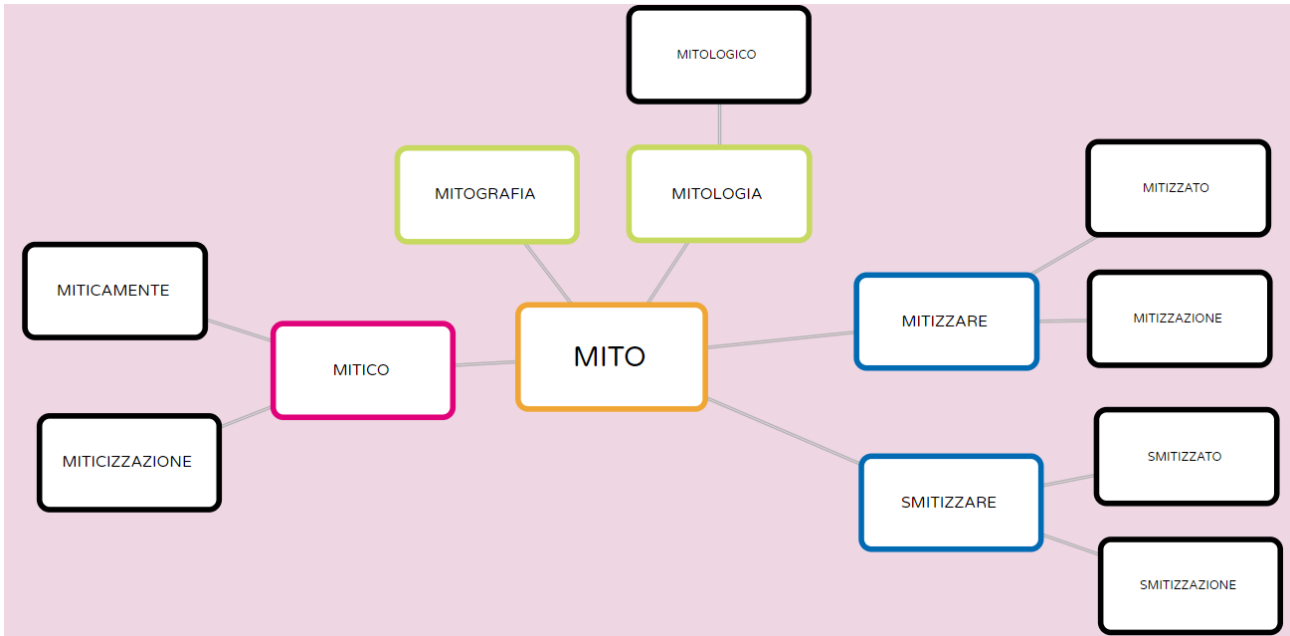 MITOLOGICO
MITOGRAFIA
MITOLOGIA
MITIZZATO
MITICAMENTE
MITIZZARE
MITIZZAZIONE
MITO
MITICO
MITICIZZAZIONE
SMITIZZATO
SMITIZZARE
SMITIZZAZIONE